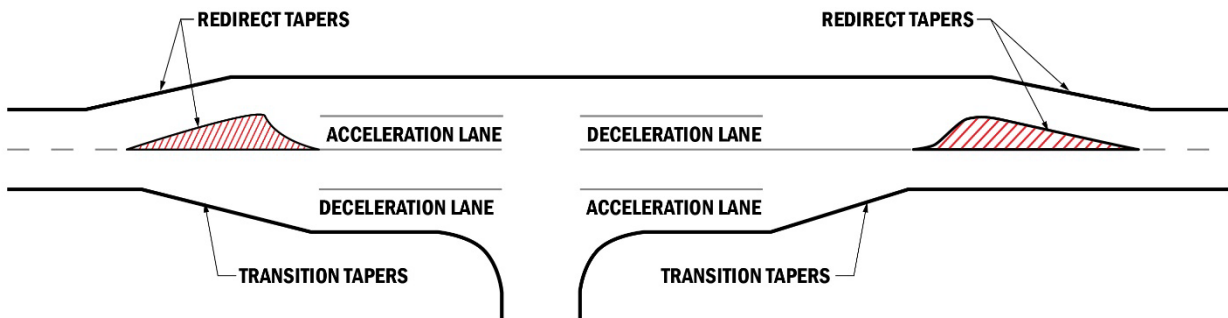 REDIRECT TAPERS
REDIRECT TAPERS
ACCELERATION LANE
DECELERATION LANE
DECELERATION LANE
ACCELERATION LANE
TRANSITION TAPERS
TRANSITION TAPERS